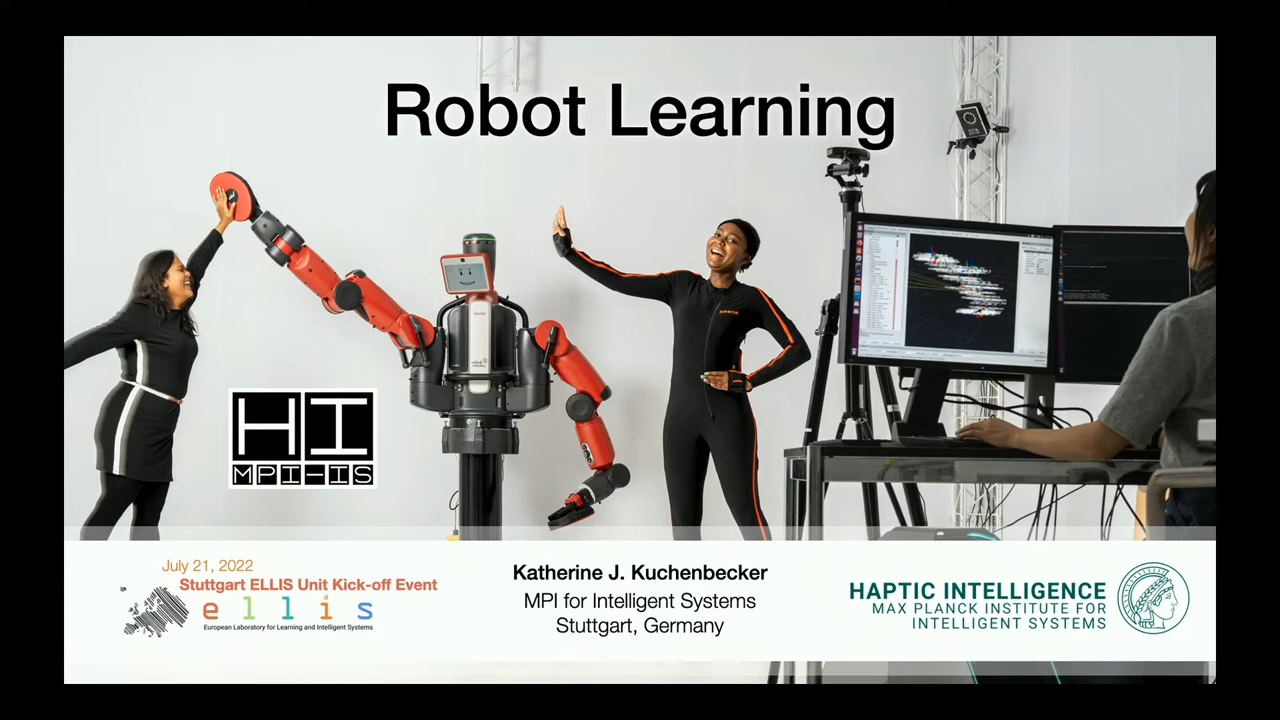 Robot Learning
HI
MPI-IS
July 21, 2022
Stuttgart ELLIS Unit Kick-off Event
ellis
European Laboratory for Learning and Intelligent Systems
Katherine J. Kuchenbecker
MPI for Intelligent Systems
Stuttgart, Germany
HAPTIC INTELLIGENCE
MAX PLANCK INSTITUTE FOR
INTELLIGENT SYSTEMS